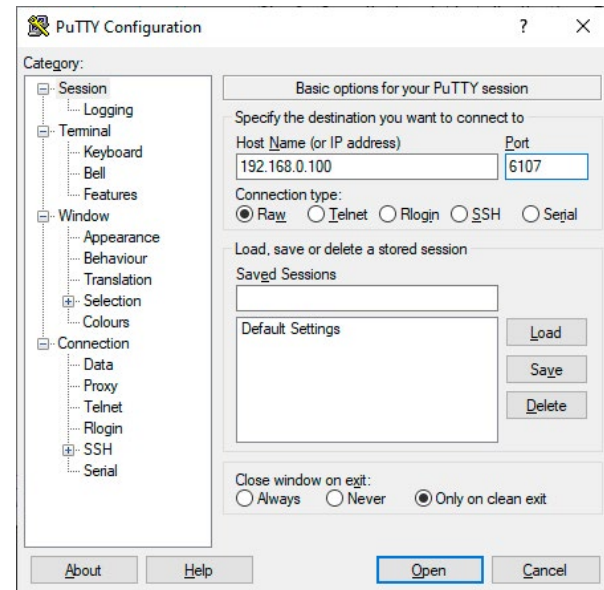 PuTTY Configuration
?
Category:
Session
Logging
Terminal
Keyboard
Bell
Features
Window
Appearance
Behaviour
Translation
Selection
Colours
Connection
Data
Proxy
Telnet
Rlogin
SSH
Serial
Basic options for your PuTTY session
Specify the destination you want to connect to
Host Name (or IP address) Port
192.168.0.100 6107
Connection type:
Raw Telnet Rlogin SSH Serial
Load, save or delete a stored session
Saved Sessions
Default Settings
Load
Save
Delete
Close window on exit:
Always Never Only on clean exit
About Help Open Cancel